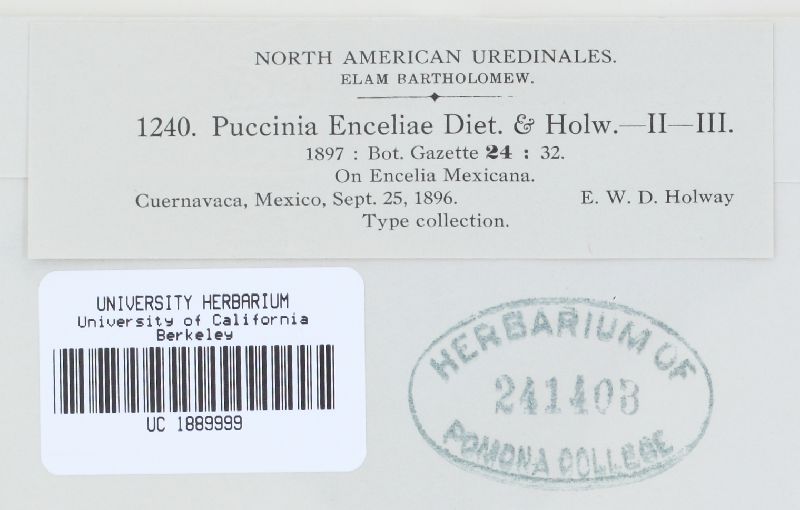 NORTH AMERICAN UREDINALES.
ELAM BARTHOLOMEW.
1240. Puccinia Enceliae Diet. & Holw.—II—III.
1897 : Bot. Gazette 24 : 32.
On Encelia Mexicana.
Cuernavaca, Mexico, Sept. 25, 1896. E. W. D. Holway
Type collection.
UNIVERSITY HERBARIUM
University of California
Berkeley
UC 1889999
HERBARIUM OF
241403
POMONA COLLEGE